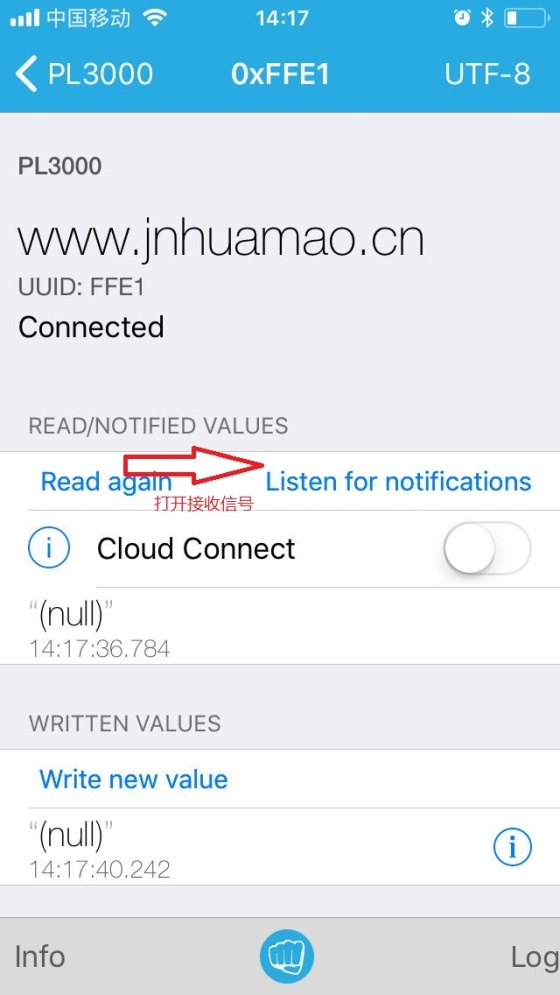 中国移动 14:17
PL3000 0xFFE1 UTF-8
PL3000
www.jnhuamao.cn
UUID: FFE1
Connected
READ/NOTIFIED VALUES
Read again Listen for notifications
打开接收信号
Cloud Connect
“(null)”
14:17:36.784
WRITTEN VALUES
Write new value
“(null)”
14:17:40.242
Info Log